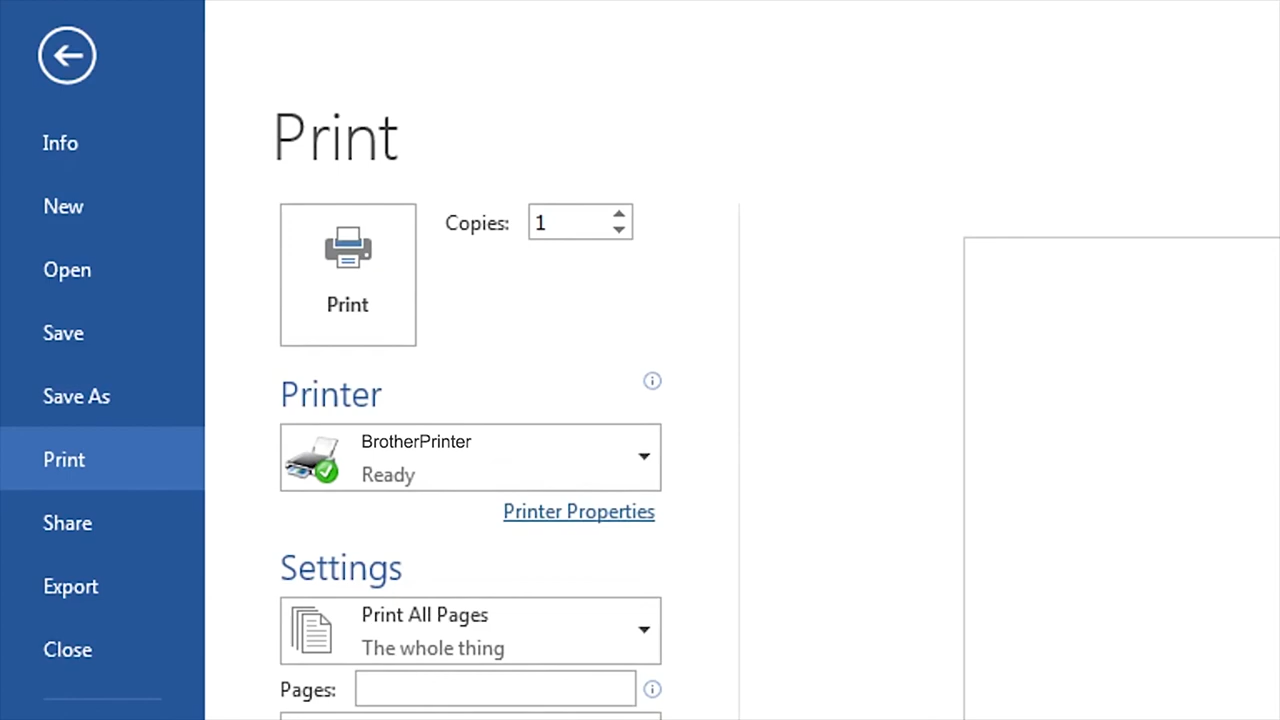 Info
New
Open
Save
Save As
Print
Share
Export
Close
Print
Print
Copies: 1
Printer
BrotherPrinter
Ready
Printer Properties
Settings
Print All Pages
The whole thing
Pages: